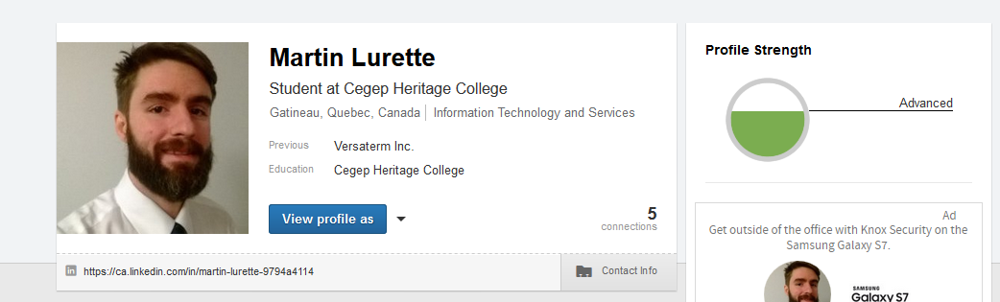 Martin Lurette
Student at Cegep Heritage College
Gatineau, Quebec, Canada | Information Technology and Services
Previous Versaterm Inc.
Education Cegep Heritage College
View profile as
5
connections
in https://ca.linkedin.com/in/martin-lurette-9794a4114
Contact Info
Profile Strength
Advanced
Ad
Get outside of the office with Knox Security on the
Samsung Galaxy S7.
SAMSUNG
Galaxy S7